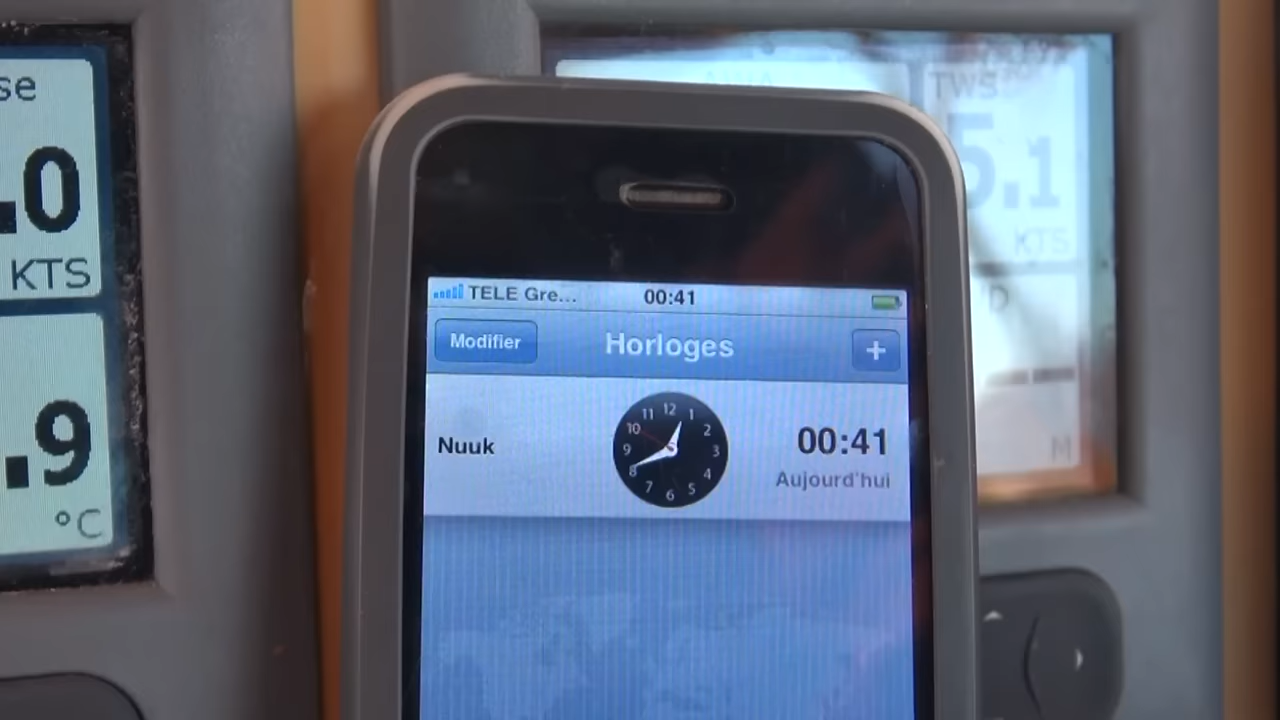 se
.0
KTS
.9
°C
TWS
5.1
KTS
M
TELE Gre... 00:41
Modifier Horloges +
Nuuk 12 1 2 3 4 5 6 7 8 9 10 11 00:41
Aujourd'hui